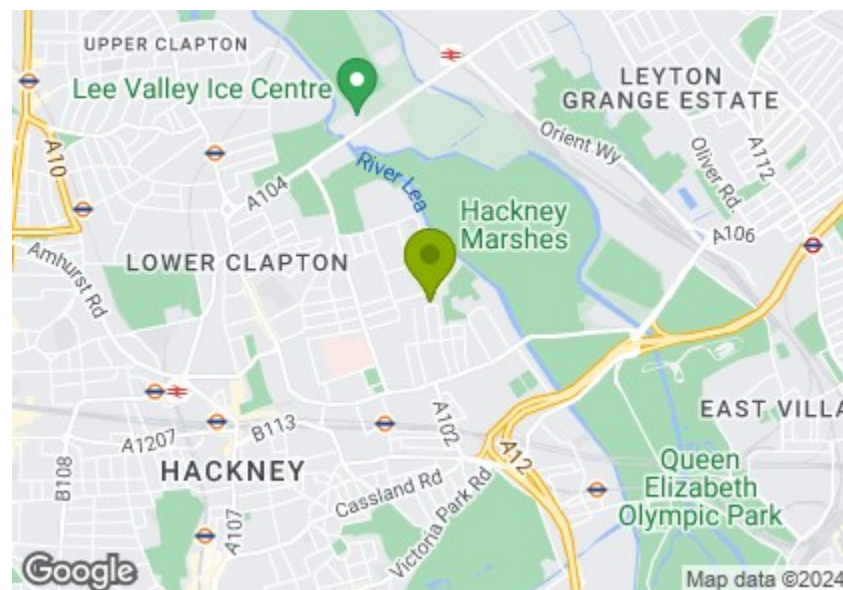 UPPER CLAPTON
Lee Valley Ice Centre
LEYTON
GRANGE ESTATE
Orient Wy
Oliver Rd.
A112
A10
A104
River Lea
Hackney
Marshes
A106
LOWER CLAPTON
Amhurst Rd
A102
EAST VILLA
A1207
B113
B108
HACKNEY
A12
Cassland Rd
Victoria Park Rd
Queen
Elizabeth
Olympic Park
A107
Google
Map data ©2024